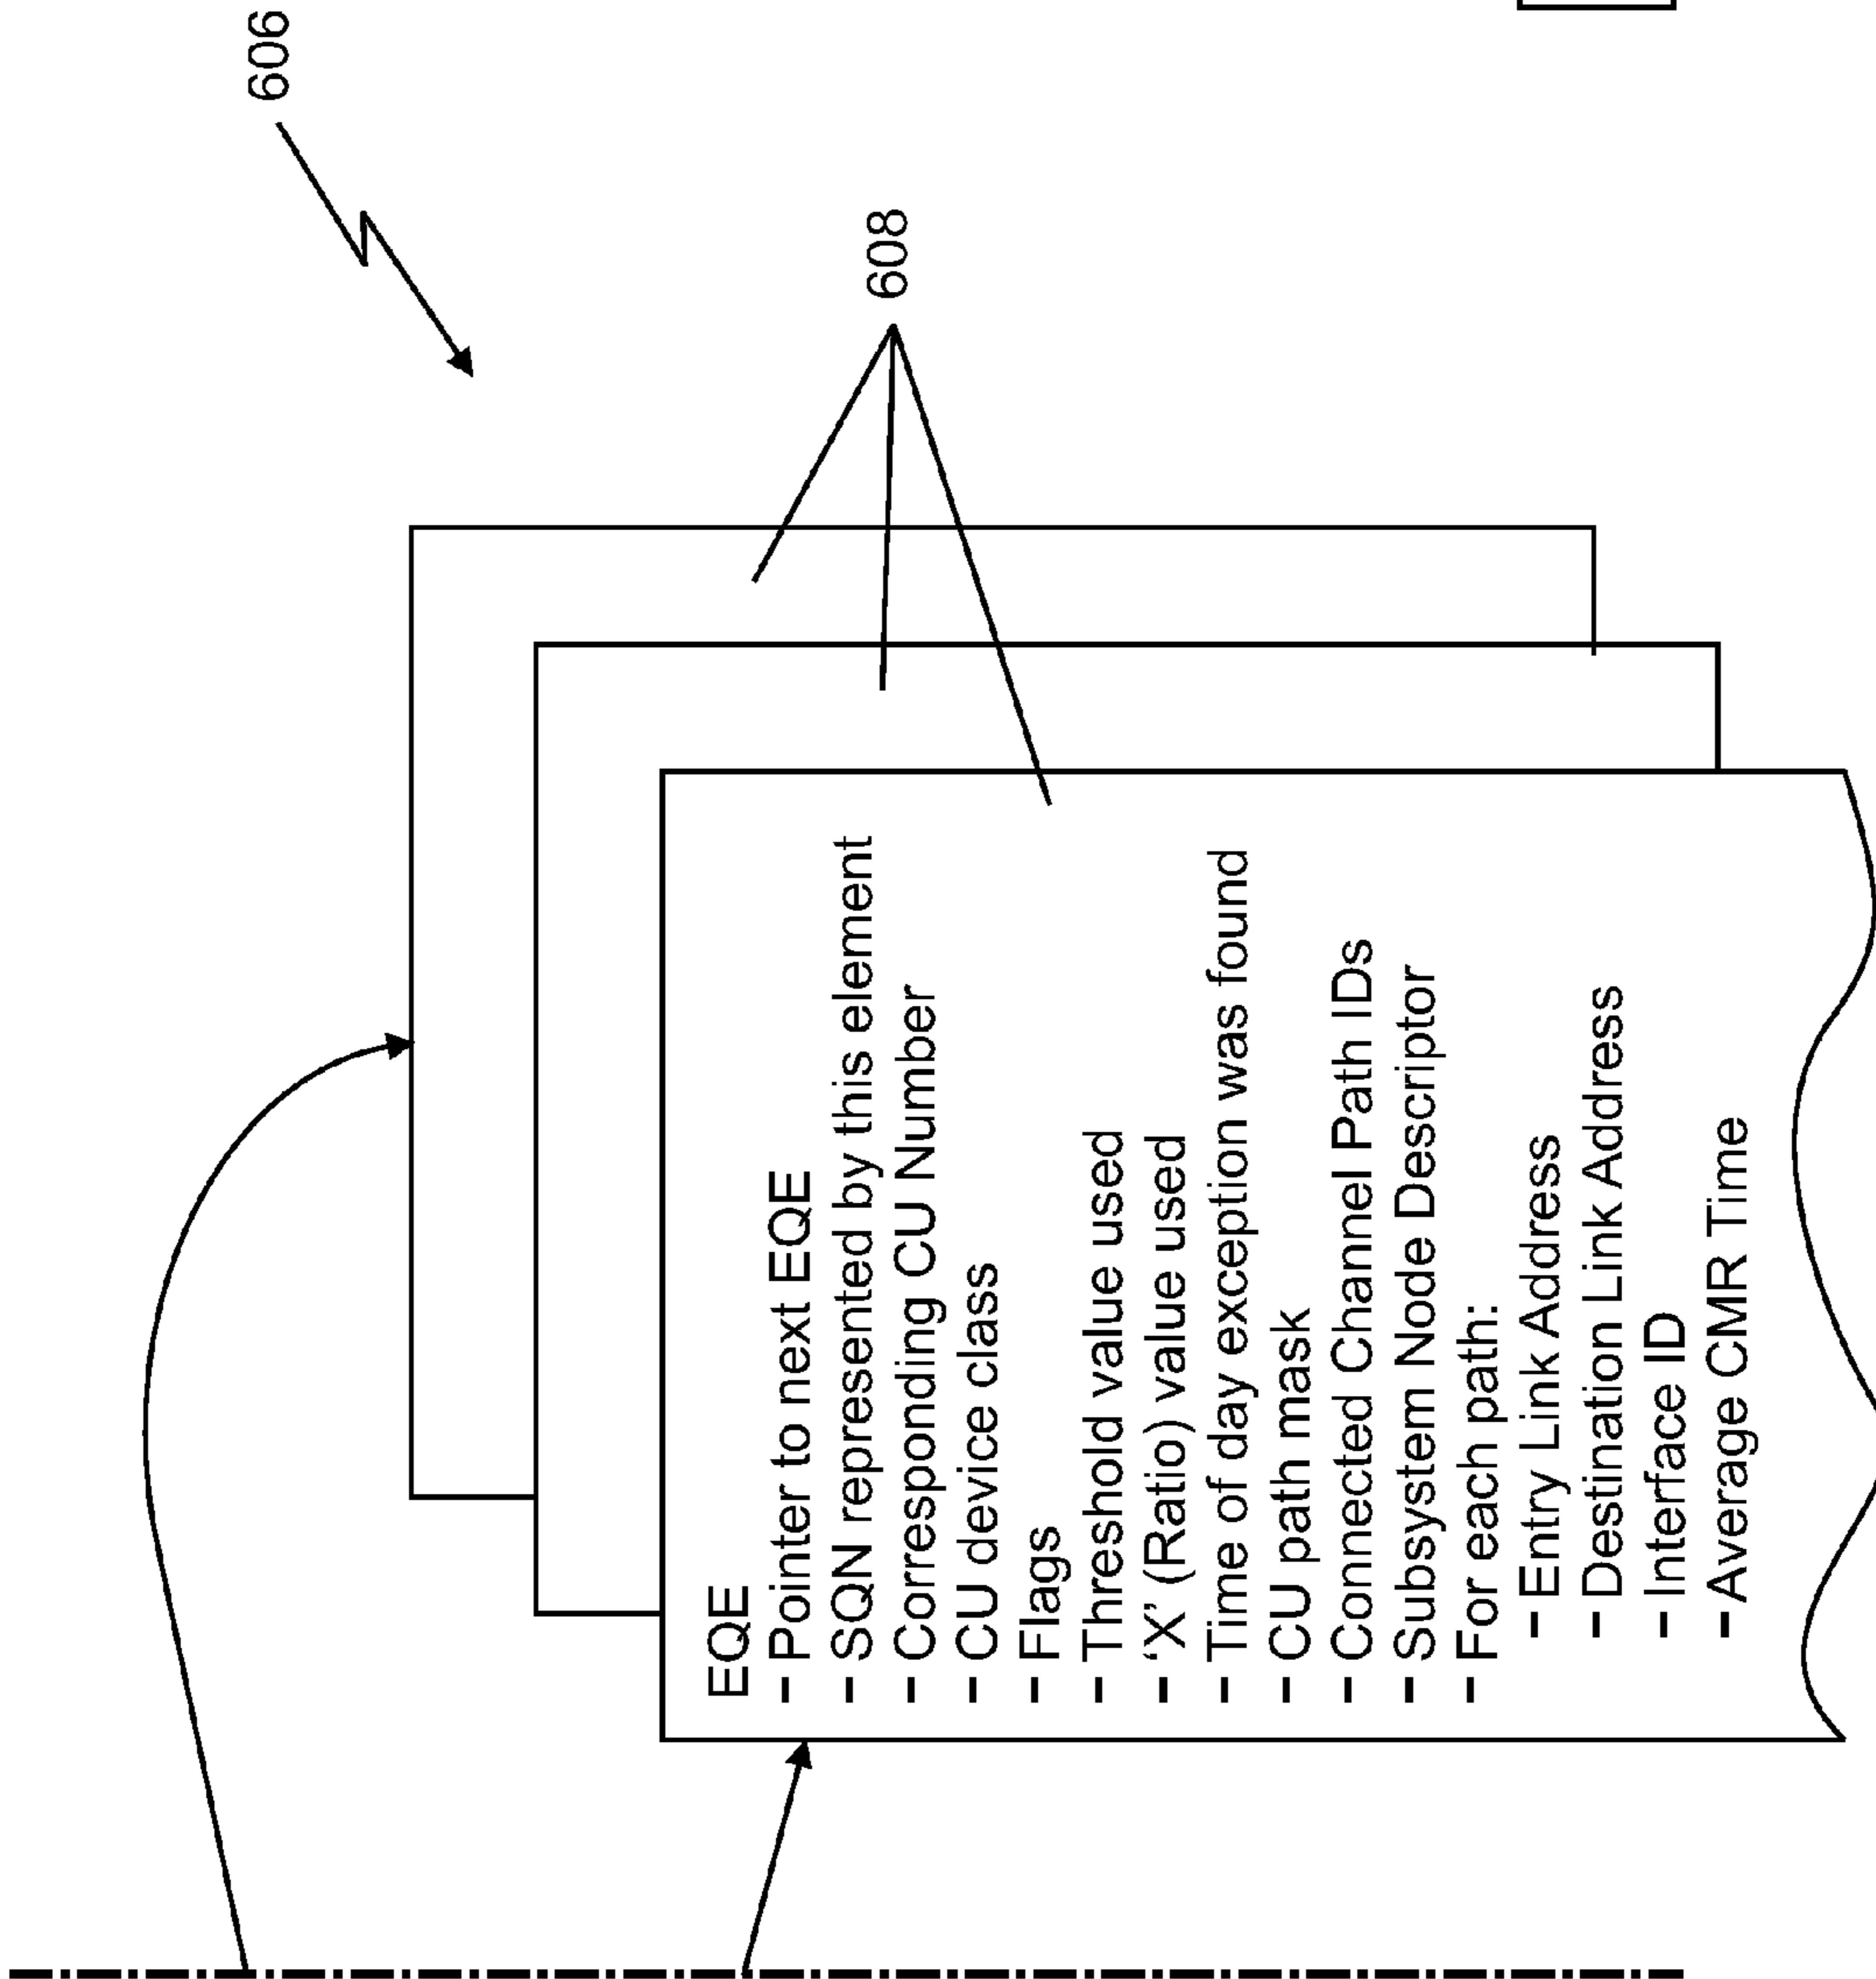 606
608
EQE
- Pointer to next EQE
- SQN represented by this element
- Corresponding CU Number
- CU device class
- Flags
- Threshold value used
- ‘X’ (Ratio) value used
- Time of day exception was found
- CU path mask
- Connected Channel Path IDs
- Subsystem Node Descriptor
- For each path:
- Entry Link Address
- Destination Link Address
- Interface ID
- Average CMR Time